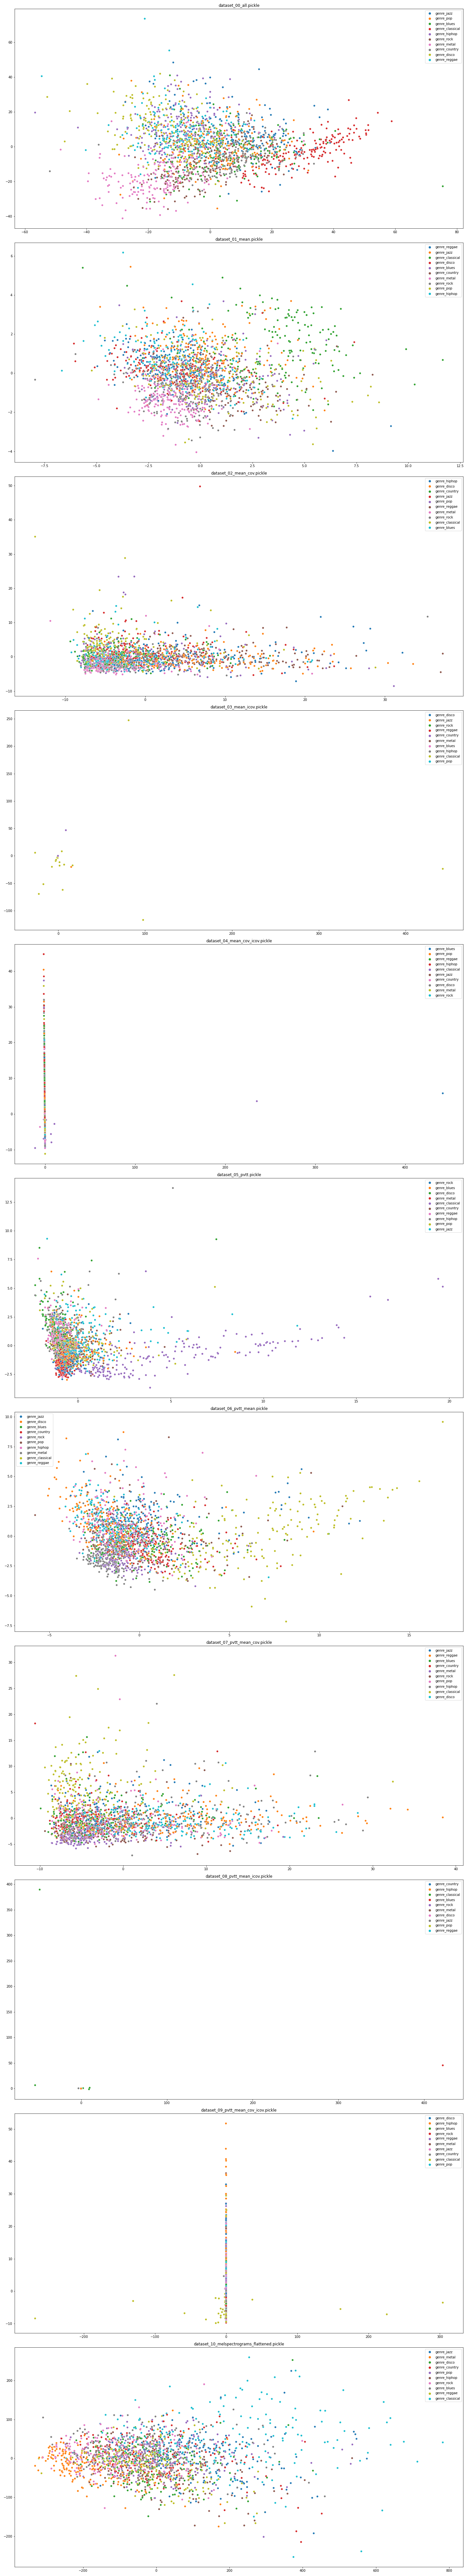 dataset_00_all.pickle
genre_jazz
genre_pop
genre_blues
genre_classical
genre_hiphop
genre_rock
genre_metal
genre_country
genre_disco
genre_reggae
dataset_01_mean.pickle
genre_reggae
genre_jazz
genre_classical
genre_disco
genre_blues
genre_country
genre_metal
genre_rock
genre_pop
genre_hiphop
dataset_02_mean_cov.pickle
genre_hiphop
genre_disco
genre_country
genre_jazz
genre_pop
genre_reggae
genre_metal
genre_rock
genre_classical
genre_blues
dataset_03_mean_icov.pickle
genre_disco
genre_jazz
genre_rock
genre_reggae
genre_country
genre_metal
genre_blues
genre_hiphop
genre_classical
genre_pop
dataset_04_mean_cov_icov.pickle
genre_blues
genre_pop
genre_reggae
genre_hiphop
genre_classical
genre_jazz
genre_country
genre_disco
genre_metal
genre_rock
dataset_05_pvtt.pickle
genre_rock
genre_blues
genre_disco
genre_metal
genre_classical
genre_country
genre_reggae
genre_hiphop
genre_pop
genre_jazz
dataset_06_pvtt_mean.pickle
genre_jazz
genre_disco
genre_blues
genre_country
genre_rock
genre_pop
genre_hiphop
genre_metal
genre_classical
genre_reggae
dataset_07_pvtt_mean_cov.pickle
genre_jazz
genre_reggae
genre_blues
genre_country
genre_metal
genre_rock
genre_pop
genre_hiphop
genre_classical
genre_disco
dataset_08_pvtt_mean_icov.pickle
genre_country
genre_hiphop
genre_classical
genre_blues
genre_rock
genre_metal
genre_disco
genre_jazz
genre_pop
genre_reggae
dataset_09_pvtt_mean_cov_icov.pickle
genre_disco
genre_hiphop
genre_blues
genre_rock
genre_reggae
genre_metal
genre_jazz
genre_country
genre_classical
genre_pop
dataset_10_melspectrograms_flattened.pickle
genre_jazz
genre_metal
genre_disco
genre_country
genre_pop
genre_hiphop
genre_rock
genre_blues
genre_reggae
genre_classical